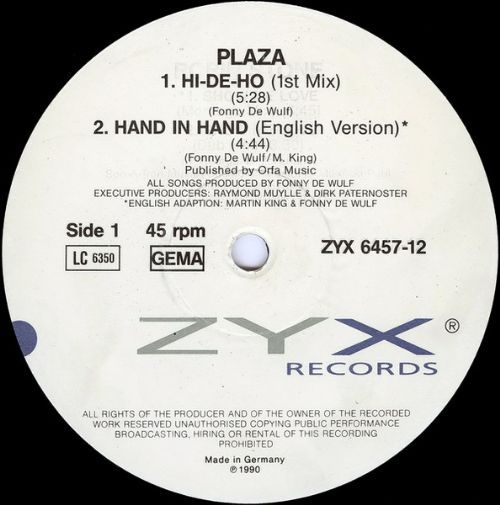 PLAZA
1. HI-DE-HO (1st Mix)
(5:28)
(Fonny De Wulf)
2. HAND IN HAND (English Version)*
(4:44)
(Fonny De Wulf/M. King)
Published by Orfa Music
ALL SONGS PRODUCED BY FONNY DE WULF
EXECUTIVE PRODUCERS: RAYMOND MUYLLE & DIRK PATERNOSTER
*ENGLISH ADAPTION: MARTIN KING & FONNY DE WULF
Side 1 45 rpm
LC 6350 GEMA ZYX 6457-12
ZYX®
RECORDS
ALL RIGHTS OF THE PRODUCER AND OF THE OWNER OF THE RECORDED
WORK RESERVED UNAUTHORISED COPYING PUBLIC PERFORMANCE
BROADCASTING, HIRING OR RENTAL OF THIS RECORDING
PROHIBITED
Made in Germany
℗ 1990